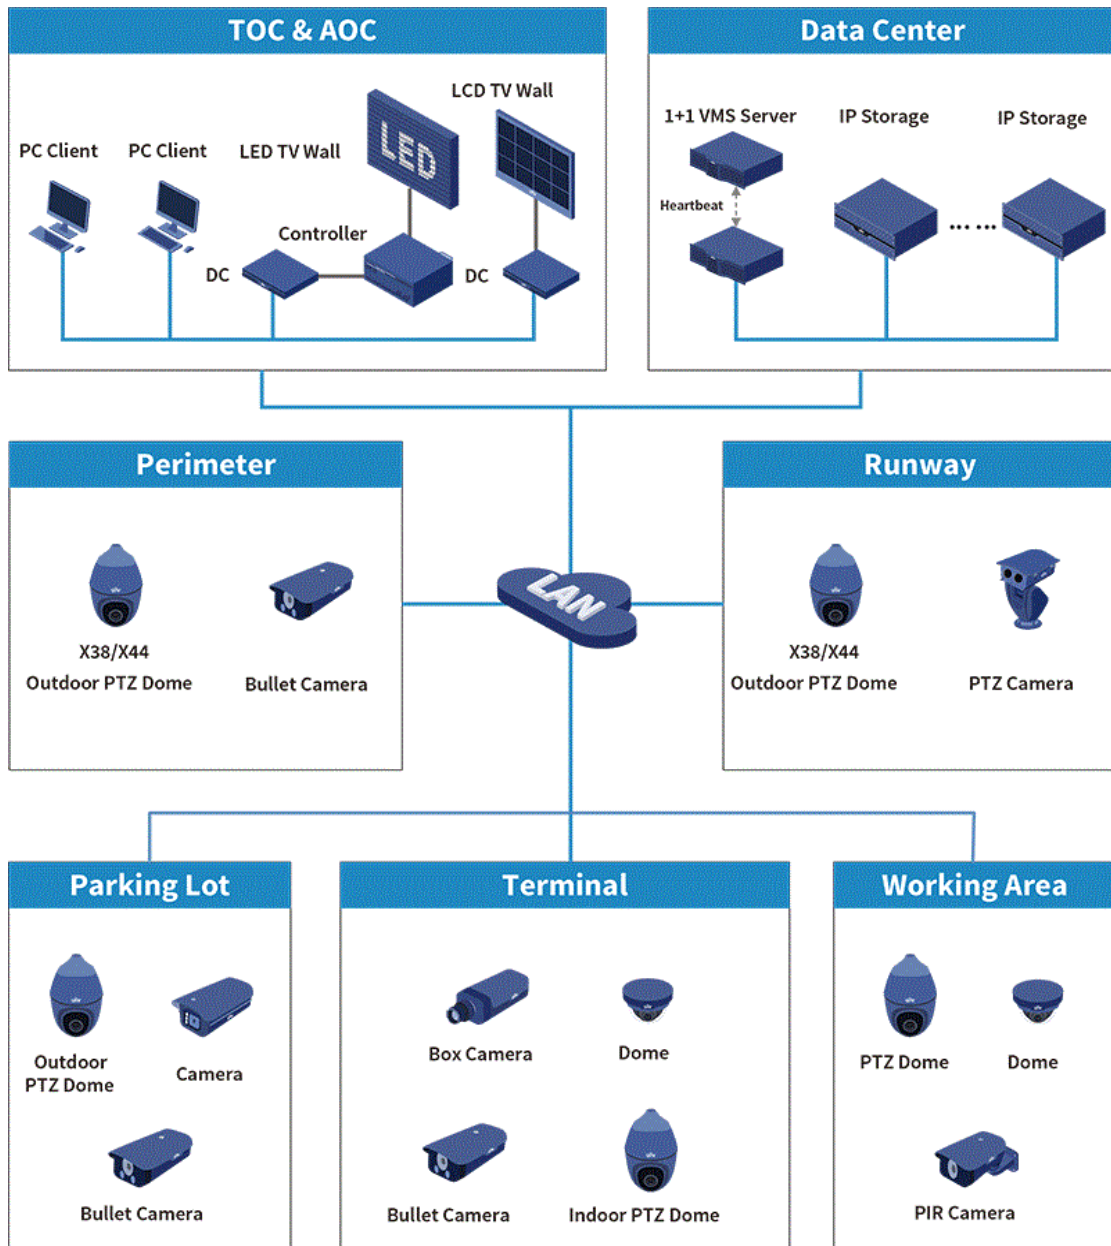 TOC & AOC
PC Client
PC Client
LED TV Wall
LED
LCD TV Wall
Controller
DC
DC
Data Center
1+1 VMS Server
IP Storage
IP Storage
Heartbeat
... ...
Perimeter
X38/X44
Outdoor PTZ Dome
Bullet Camera
LAN
Runway
X38/X44
Outdoor PTZ Dome
PTZ Camera
Parking Lot
Outdoor
PTZ Dome
Camera
Bullet Camera
Terminal
Box Camera
Dome
Bullet Camera
Indoor PTZ Dome
Working Area
PTZ Dome
Dome
PIR Camera